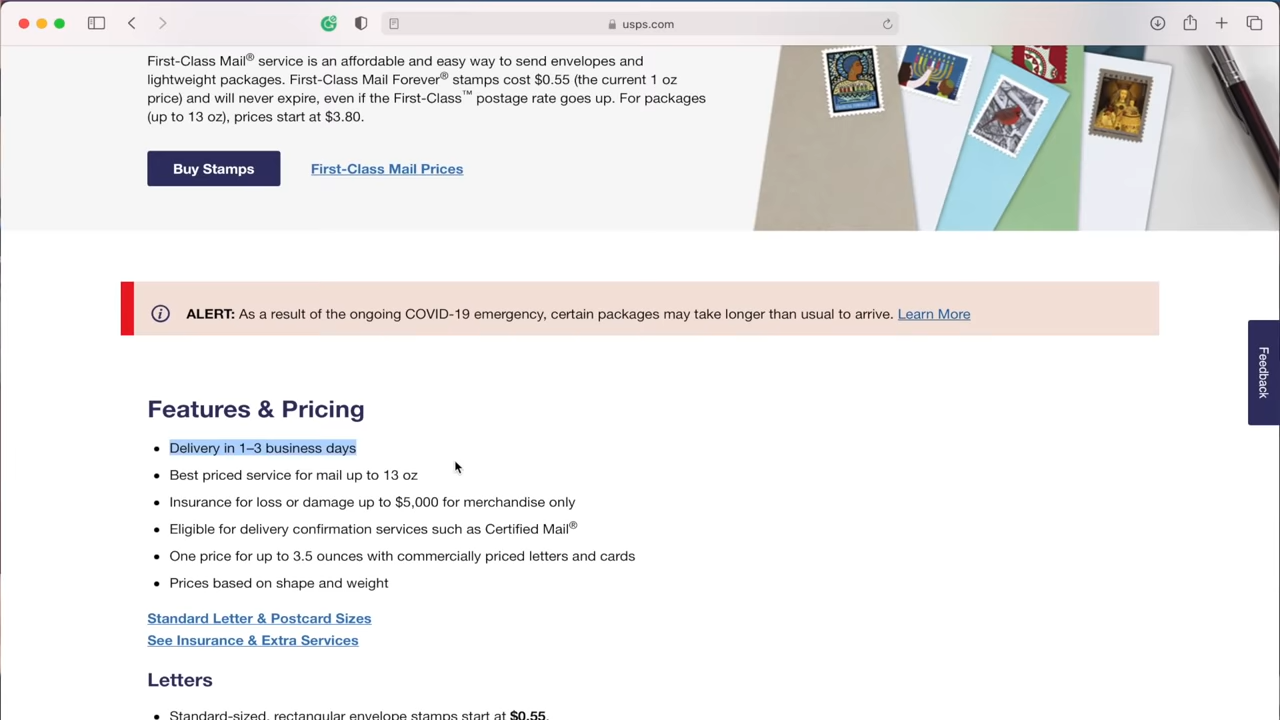 usps.com
First-Class Mail® service is an affordable and easy way to send envelopes and
lightweight packages. First-Class Mail Forever® stamps cost $0.55 (the current 1 oz
price) and will never expire, even if the First-Class™ postage rate goes up. For packages
(up to 13 oz), prices start at $3.80.
Buy Stamps
First-Class Mail Prices
ALERT: As a result of the ongoing COVID-19 emergency, certain packages may take longer than usual to arrive. Learn More
Feedback
Features & Pricing
• Delivery in 1–3 business days
• Best priced service for mail up to 13 oz
• Insurance for loss or damage up to $5,000 for merchandise only
• Eligible for delivery confirmation services such as Certified Mail®
• One price for up to 3.5 ounces with commercially priced letters and cards
• Prices based on shape and weight
Standard Letter & Postcard Sizes
See Insurance & Extra Services
Letters
• Standard-sized, rectangular envelope stamps start at $0.55.